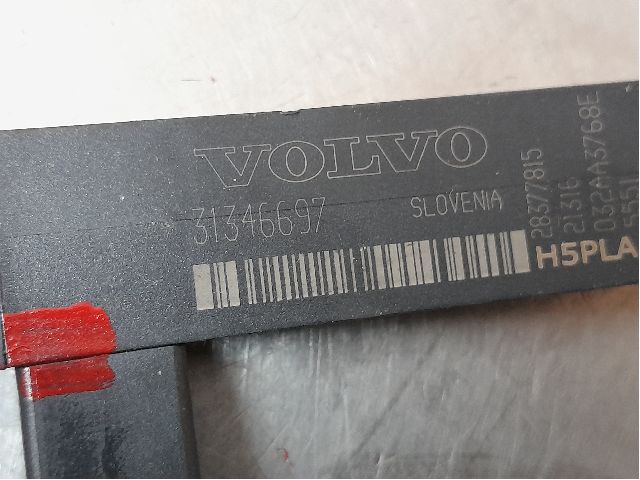 VOLVO
31346697
SLOVENIA
28377815
21316
032AA3768E
H5PLA